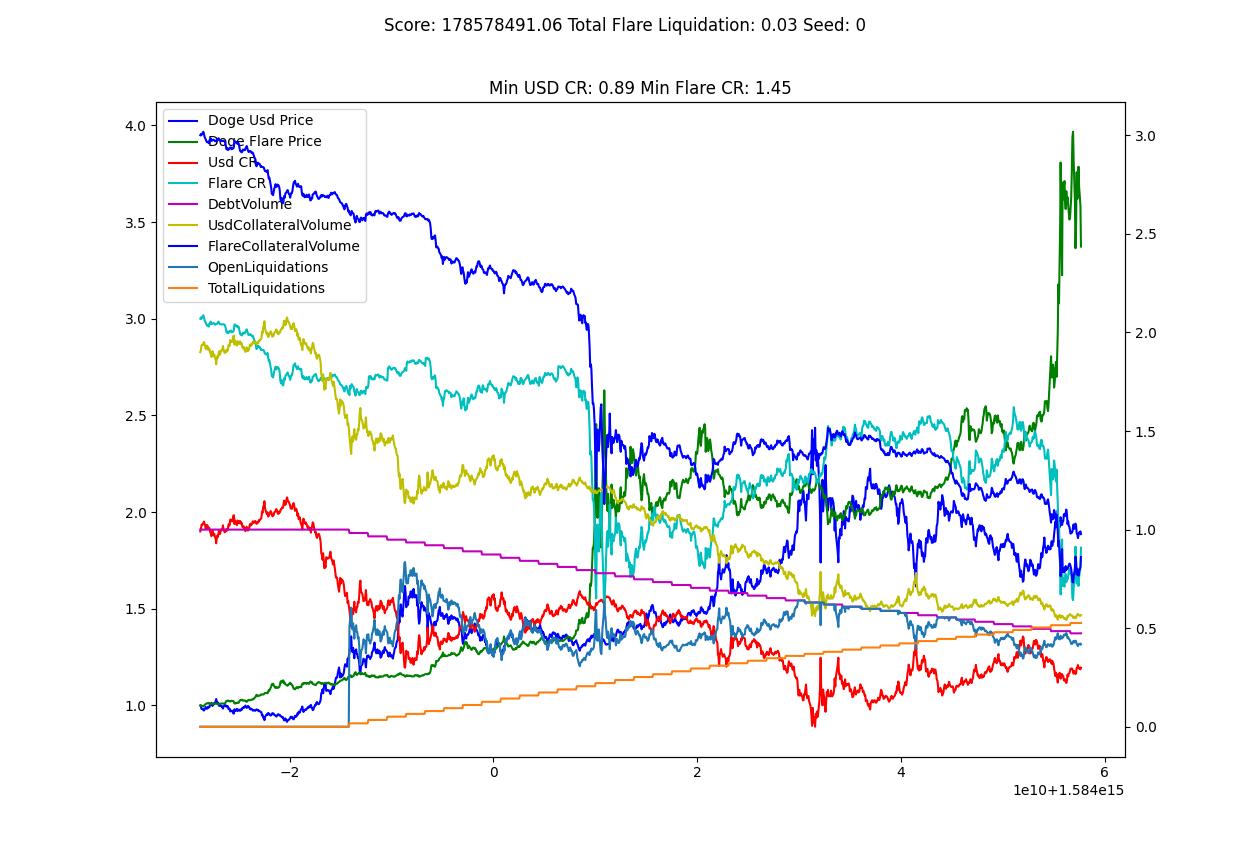 Score: 178578491.06 Total Flare Liquidation: 0.03 Seed: 0
Min USD CR: 0.89 Min Flare CR: 1.45
Doge Usd Price
Doge Flare Price
Usd CR
Flare CR
DebtVolume
UsdCollateralVolume
FlareCollateralVolume
OpenLiquidations
TotalLiquidations
4.0
3.5
3.0
2.5
2.0
1.5
1.0
3.0
2.5
2.0
1.5
1.0
0.5
0.0
−2
0
2
4
6
1e10+1.584e15